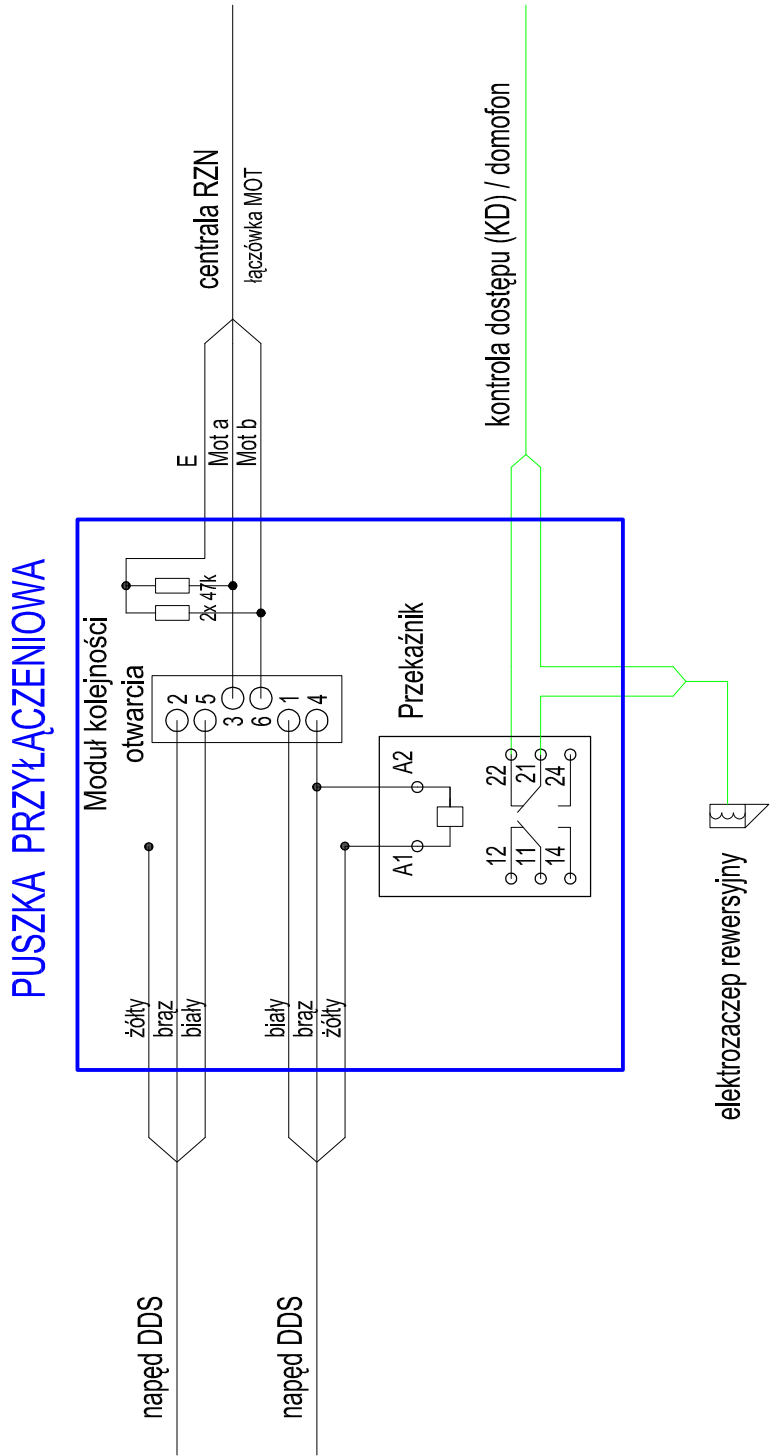 PUSZKA PRZYŁĄCZENIOWA
napęd DDS
żółty
brąz
biały
napęd DDS
biały
brąz
żółty
Moduł kolejności
otwarcia
2
5
3
6
1
4
2x 47k
E
Mot a
Mot b
centrala RZN
łączówka MOT
Przekaźnik
A1
A2
12
11
14
22
21
24
kontrola dostępu (KD) / domofon
elektrozaczep rewersyjny